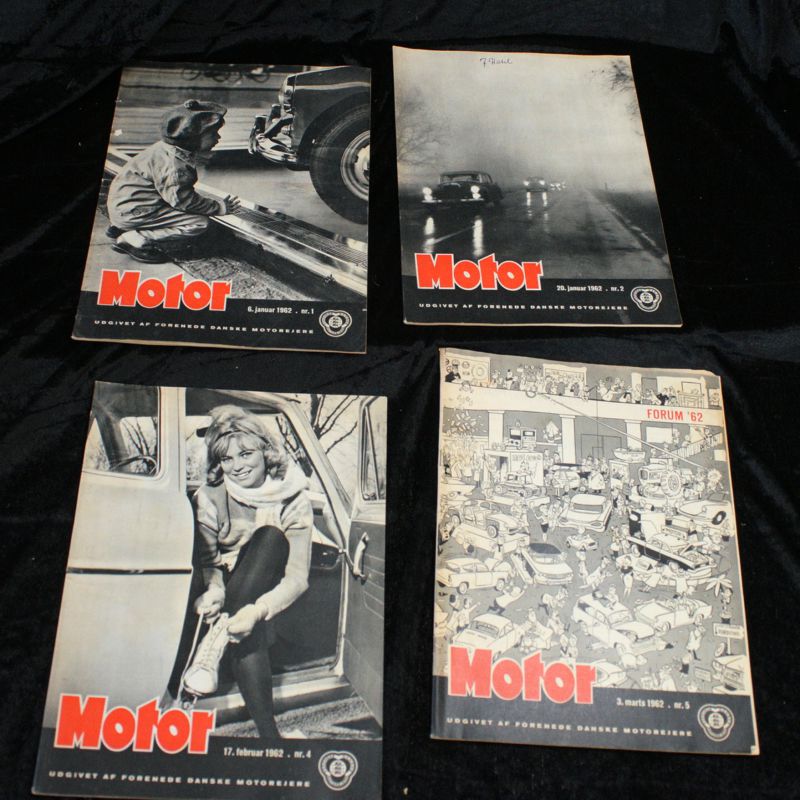 Motor
6. januar 1962 . nr. 1
UDGIVET AF FORENEDE DANSKE MOTOREJERE
Motor
20. januar 1962 . nr. 2
UDGIVET AF FORENEDE DANSKE MOTOREJERE
Motor
17. februar 1962 . nr. 4
UDGIVET AF FORENEDE DANSKE MOTOREJERE
FORUM '62
Motor
3. marts 1962 . nr. 5
UDGIVET AF FORENEDE DANSKE MOTOREJERE